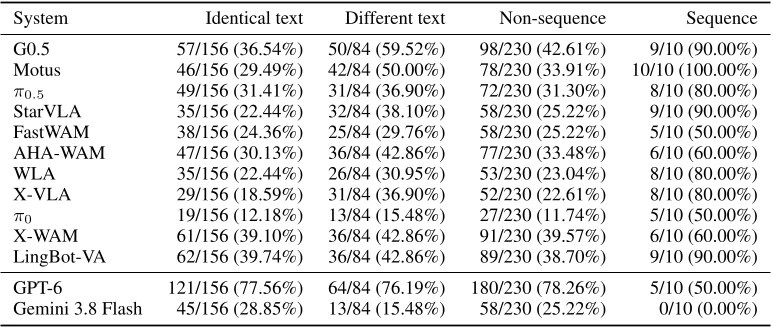 System Identical text Different text Non-sequence Sequence
G0.5 57/156 (36.54%) 50/84 (59.52%) 98/230 (42.61%) 9/10 (90.00%)
Motus 46/156 (29.49%) 42/84 (50.00%) 78/230 (33.91%) 10/10 (100.00%)
π0.5 49/156 (31.41%) 31/84 (36.90%) 72/230 (31.30%) 8/10 (80.00%)
StarVLA 35/156 (22.44%) 32/84 (38.10%) 58/230 (25.22%) 9/10 (90.00%)
FastWAM 38/156 (24.36%) 25/84 (29.76%) 58/230 (25.22%) 5/10 (50.00%)
AHA-WAM 47/156 (30.13%) 36/84 (42.86%) 77/230 (33.48%) 6/10 (60.00%)
WLA 35/156 (22.44%) 26/84 (30.95%) 53/230 (23.04%) 8/10 (80.00%)
X-VLA 29/156 (18.59%) 31/84 (36.90%) 52/230 (22.61%) 8/10 (80.00%)
π0 19/156 (12.18%) 13/84 (15.48%) 27/230 (11.74%) 5/10 (50.00%)
X-WAM 61/156 (39.10%) 36/84 (42.86%) 91/230 (39.57%) 6/10 (60.00%)
LingBot-VA 62/156 (39.74%) 36/84 (42.86%) 89/230 (38.70%) 9/10 (90.00%)
GPT-6 121/156 (77.56%) 64/84 (76.19%) 180/230 (78.26%) 5/10 (50.00%)
Gemini 3.8 Flash 45/156 (28.85%) 13/84 (15.48%) 58/230 (25.22%) 0/10 (0.00%)